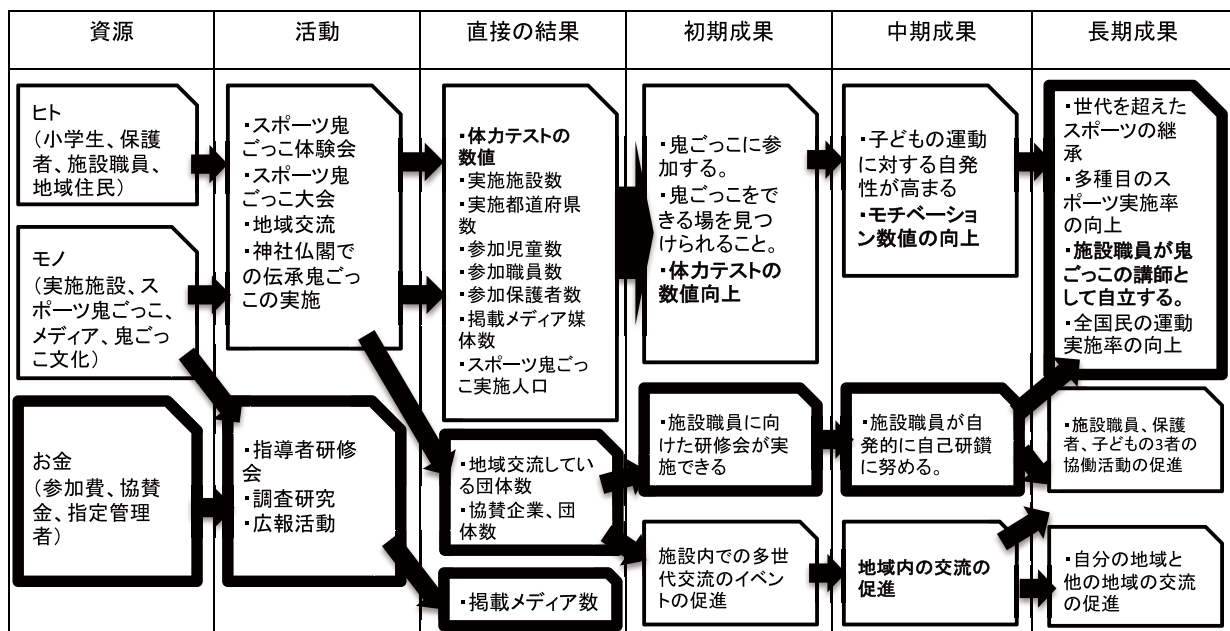 資源
活動
直接の結果
初期成果
中期成果
長期成果
ヒト
(小学生、保護
者、施設職員、
地域住民)
モノ
(実施施設、ス
ポーツ鬼ごっこ、
メディア、鬼ごっ
こ文化)
お金
(参加費、協賛
金、指定管理
者)
・スポーツ鬼
ごっこ体験会
・スポーツ鬼
ごっこ大会
・地域交流
・神社仏閣で
の伝承鬼ごっ
この実施
・指導者研修
会
・調査研究
・広報活動
・体力テストの
数値
・実施施設数
・実施都道府県
数
・参加児童数
・参加職員数
・参加保護者数
・掲載メディア媒
体数
・スポーツ鬼ごっ
こ実施人口
・地域交流してい
る団体数
・協賛企業、団
体数
・掲載メディア数
・鬼ごっこに参
加する。
・鬼ごっこをで
きる場を見つ
けられること。
・体力テストの
数値向上
・施設職員に向
けた研修会が実
施できる
施設内での多世
代交流のイベン
トの促進
・子どもの運動
に対する自発
性が高まる
・モチベーショ
ン数値の向上
・施設職員が自
発的に自己研鑽
に努める。
地域内の交流の
促進
・世代を超えた
スポーツの継
承
・多種目のス
ポーツ実施率
の向上
・施設職員が鬼
ごっこの講師と
して自立する。
・全国民の運動
実施率の向上
・施設職員、保護
者、子どもの3者の
協働活動の促進
・自分の地域と
他の地域の交流
の促進